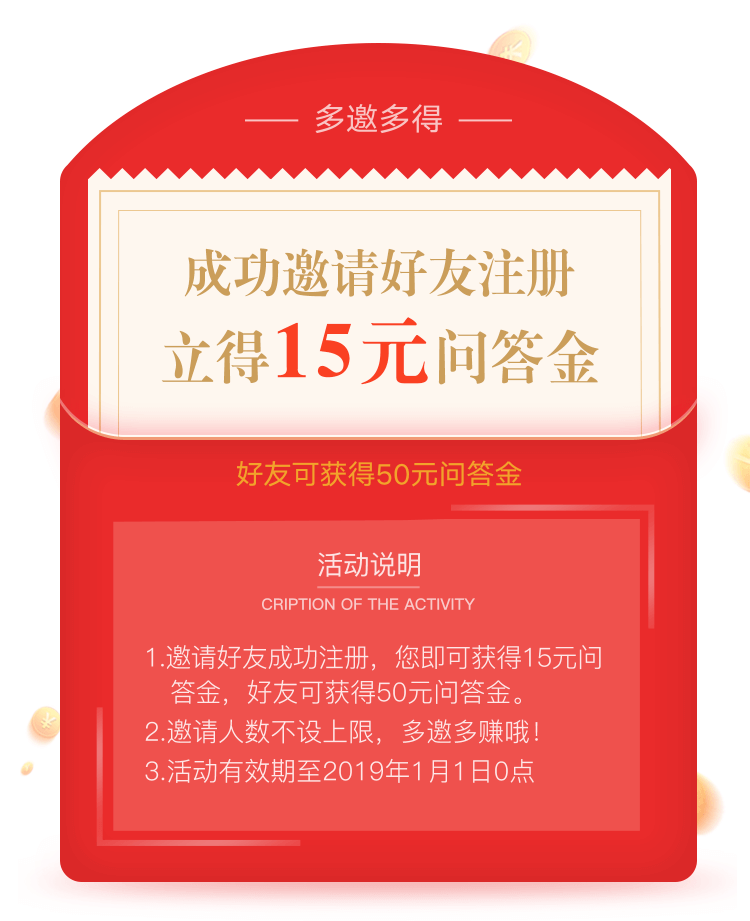 多邀多得
成功邀请好友注册
立得15元问答金
好友可获得50元问答金
活动说明
CRIPTION OF THE ACTIVITY
1.邀请好友成功注册，您即可获得15元问
答金，好友可获得50元问答金。
2.邀请人数不设上限，多邀多赚哦！
3.活动有效期至2019年1月1日0点